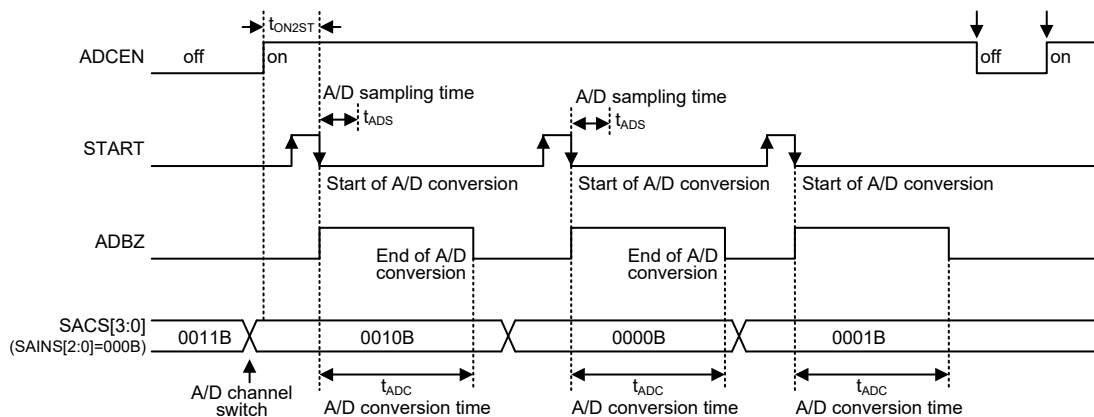 tON2ST
ADCEN off on off on
A/D sampling time A/D sampling time
tADS tADS
START
Start of A/D conversion Start of A/D conversion Start of A/D conversion
ADBZ
End of A/D conversion End of A/D conversion
SACS[3:0]
(SAINS[2:0]=000B)
0011B 0010B 0000B 0001B
A/D channel switch
tADC tADC tADC
A/D conversion time A/D conversion time A/D conversion time